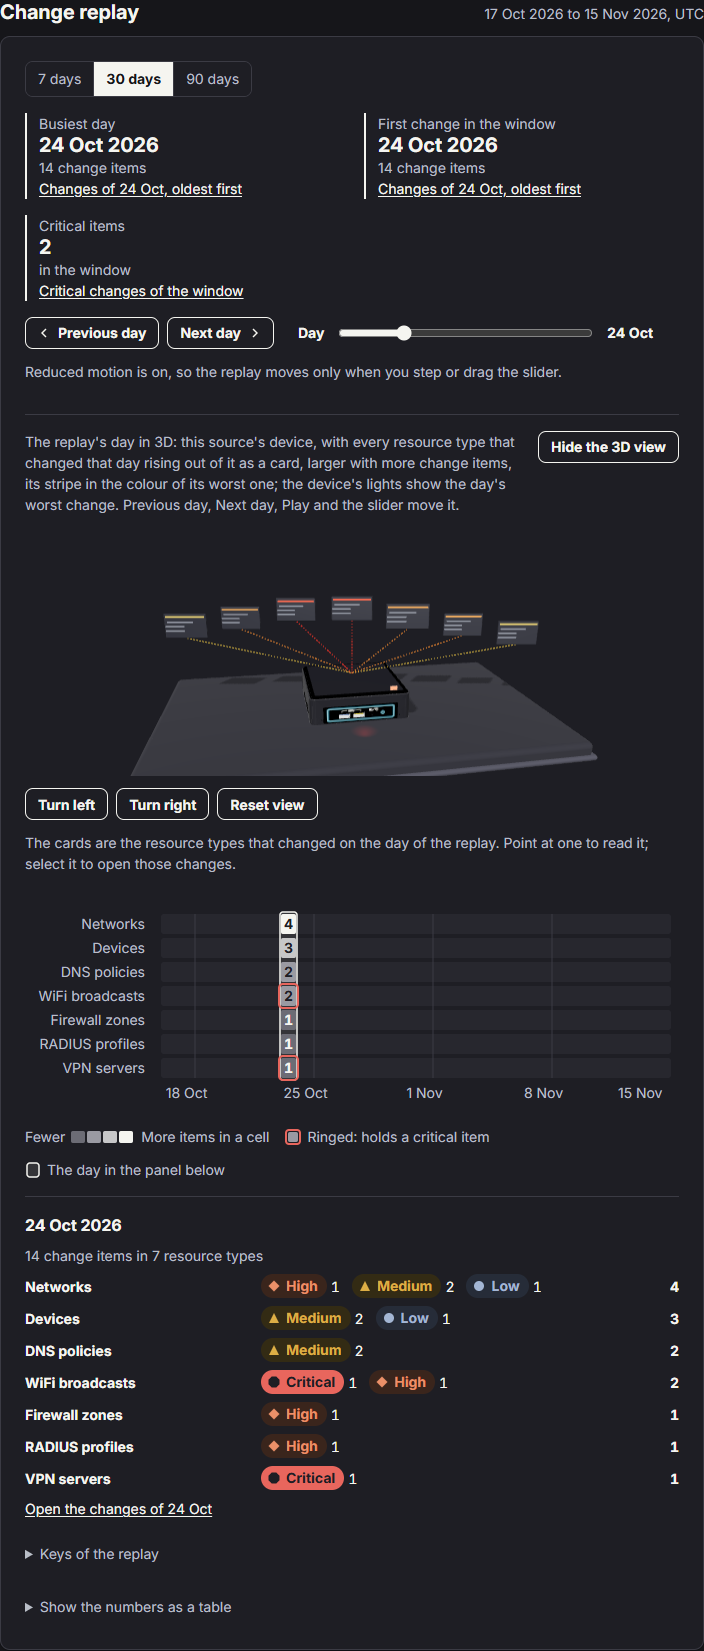 Change replay
17 Oct 2026 to 15 Nov 2026, UTC
7 days
30 days
90 days
Busiest day
24 Oct 2026
14 change items
Changes of 24 Oct, oldest first
First change in the window
24 Oct 2026
14 change items
Changes of 24 Oct, oldest first
Critical items
2
in the window
Critical changes of the window
Previous day
Next day
Day
24 Oct
Reduced motion is on, so the replay moves only when you step or drag the slider.
The replay's day in 3D: this source's device, with every resource type that
changed that day rising out of it as a card, larger with more change items,
its stripe in the colour of its worst one; the device's lights show the day's
worst change. Previous day, Next day, Play and the slider move it.
Hide the 3D view
Turn left
Turn right
Reset view
The cards are the resource types that changed on the day of the replay. Point at one to read it;
select it to open those changes.
Networks 4
Devices 3
DNS policies 2
WiFi broadcasts 2
Firewall zones 1
RADIUS profiles 1
VPN servers 1
18 Oct 25 Oct 1 Nov 8 Nov 15 Nov
Fewer More items in a cell Ringed: holds a critical item
The day in the panel below
24 Oct 2026
14 change items in 7 resource types
Networks High 1 Medium 2 Low 1 4
Devices Medium 2 Low 1 3
DNS policies Medium 2 2
WiFi broadcasts Critical 1 High 1 2
Firewall zones High 1 1
RADIUS profiles High 1 1
VPN servers Critical 1 1
Open the changes of 24 Oct
Keys of the replay
Show the numbers as a table